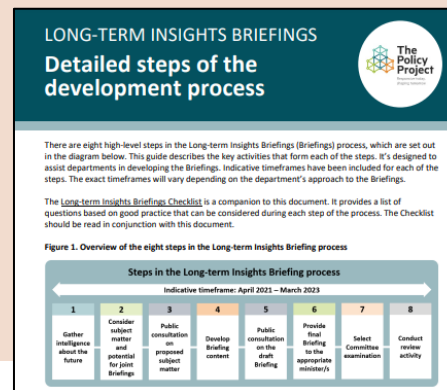 LONG-TERM INSIGHTS BRIEFINGS
Detailed steps of the
development process
The
Policy
Project
There are eight high-level steps in the Long-term Insights Briefings (Briefings) process, which are set out
in the diagram below. This guide describes the key activities that form each of the steps. It's designed to
assist departments in developing the Briefings. Indicative timeframes have been included for each of the
steps. The exact timeframes will vary depending on the department's approach to the Briefings.
The Long-term Insights Briefings Checklist is a companion to this document. It provides a list of
questions based on good practice that can be considered during each step of the process. The Checklist
should be read in conjunction with this document.
Figure 1. Overview of the eight steps in the Long-term Insights Briefing process
Steps in the Long-term Insights Briefing process
Indicative timeframe: April 2021 – March 2023
1
Gather
intelligence
about the
future
2
Consider
subject
matter
and
potential
for joint
Briefings
3
Public
consultation
on
proposed
subject
matter
4
Develop
Briefing
content
5
Public
consultation
on the
draft
Briefing
6
Provide
final
Briefing
to the
appropriate
minister/s
7
Select
Committee
examination
8
Conduct
review
activity